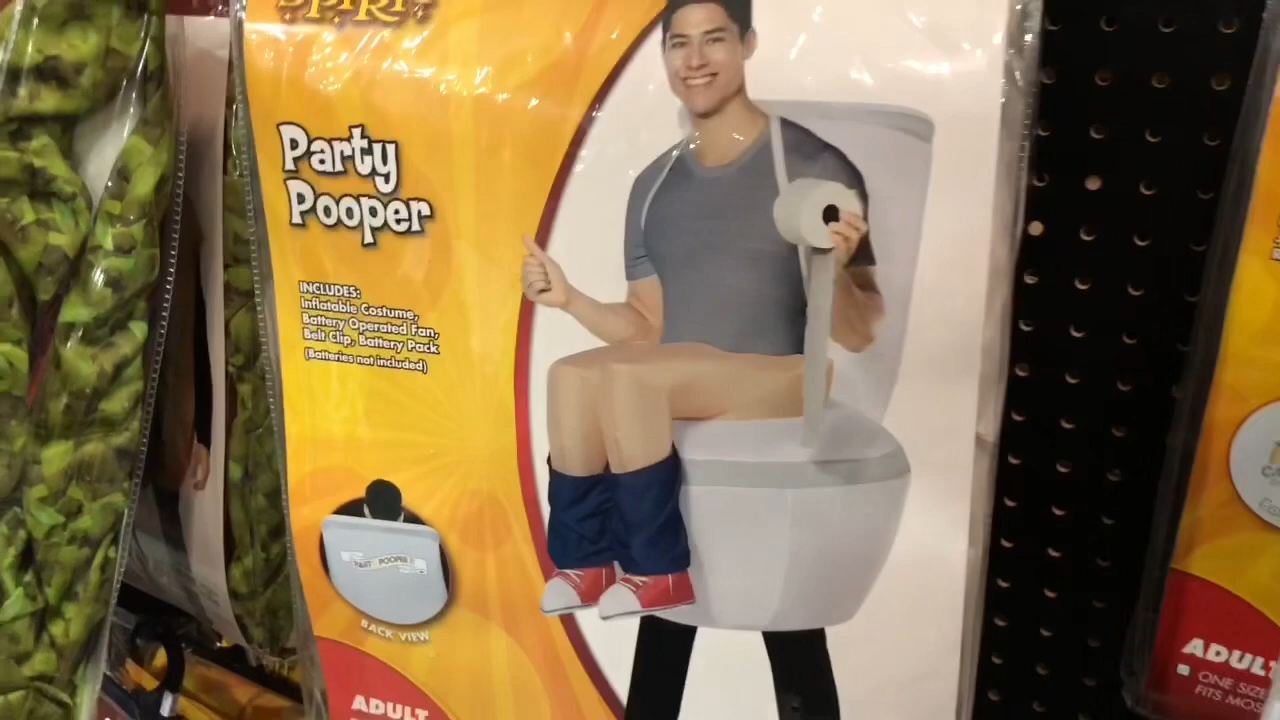 SPIRIT
Party
Pooper
INCLUDES:
Inflatable Costume,
Battery Operated Fan,
Belt Clip, Battery Pack
(Batteries not included)
PARTY POOPER
BACK VIEW
ADULT
ADULT
ONE SIZE
FITS MOS